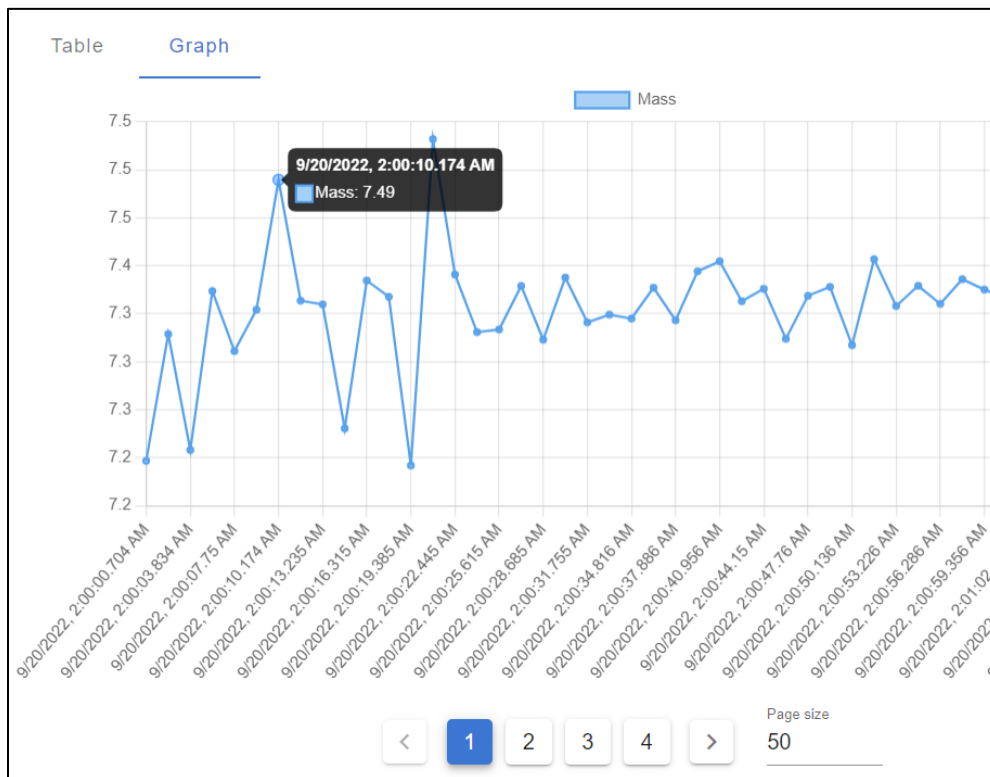 Table
Graph
Mass
7.5
7.5
7.5
7.4
7.3
7.3
7.3
7.2
7.2
9/20/2022, 2:00:10.174 AM
Mass: 7.49
9/20/2022, 2:00:00.704 AM
9/20/2022, 2:00:03.834 AM
9/20/2022, 2:00:07.75 AM
9/20/2022, 2:00:10.174 AM
9/20/2022, 2:00:13.235 AM
9/20/2022, 2:00:16.315 AM
9/20/2022, 2:00:19.385 AM
9/20/2022, 2:00:22.445 AM
9/20/2022, 2:00:25.615 AM
9/20/2022, 2:00:28.685 AM
9/20/2022, 2:00:31.755 AM
9/20/2022, 2:00:34.816 AM
9/20/2022, 2:00:37.886 AM
9/20/2022, 2:00:40.956 AM
9/20/2022, 2:00:44.15 AM
9/20/2022, 2:00:47.76 AM
9/20/2022, 2:00:50.136 AM
9/20/2022, 2:00:53.226 AM
9/20/2022, 2:00:56.286 AM
9/20/2022, 2:00:59.356 AM
9/20/2022, 2:01:02
9/20/2022
1 2 3 4
Page size
50